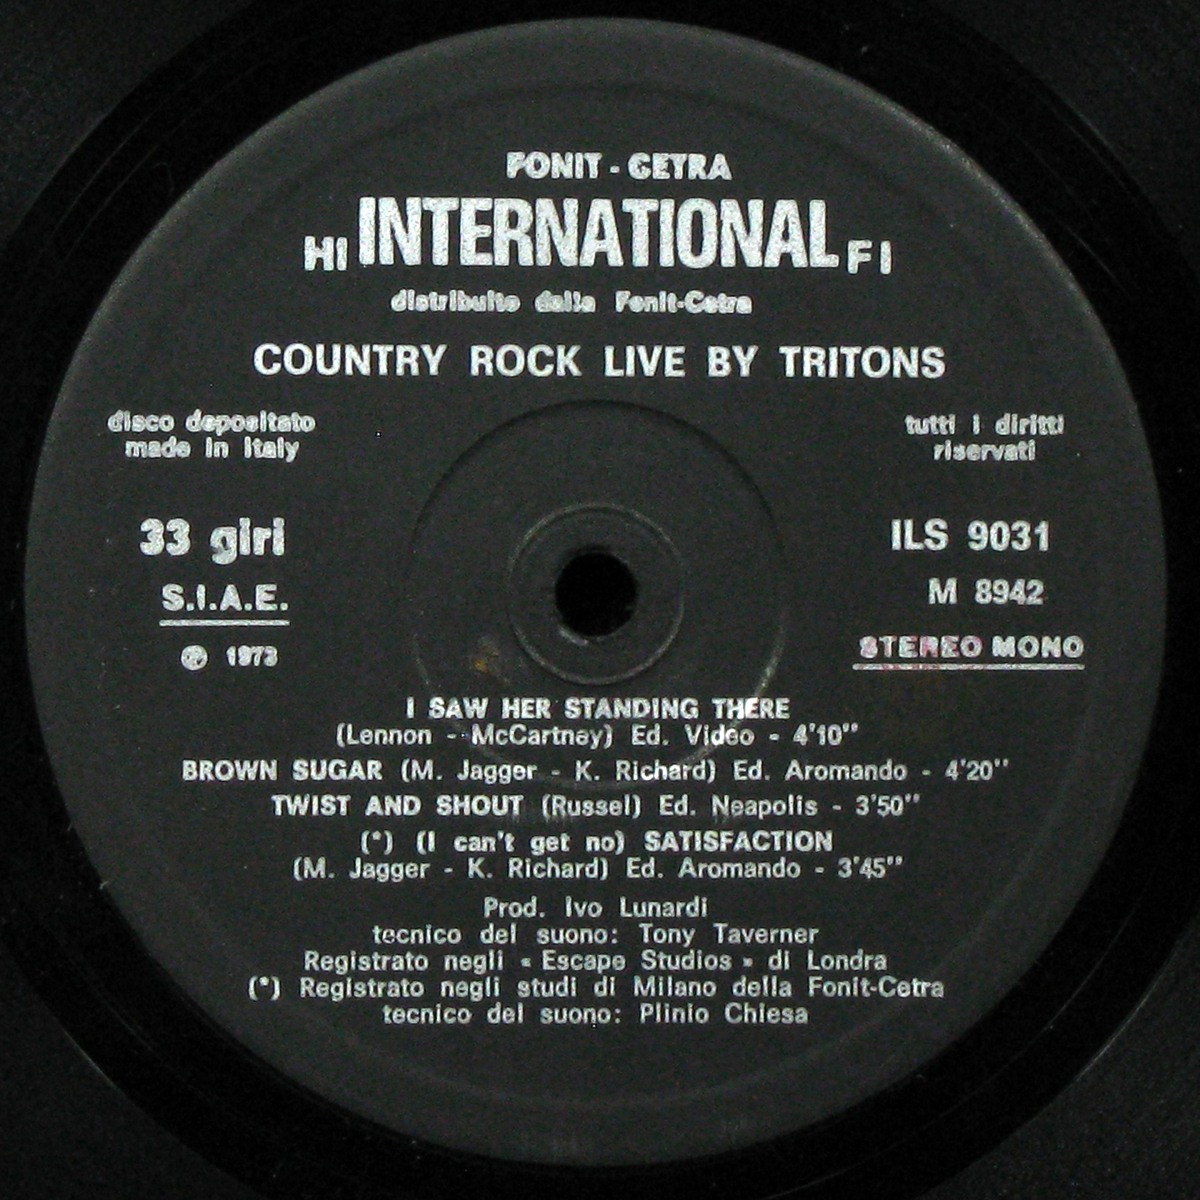 FONIT - CETRA
HI INTERNATIONAL FI
distribuito dalla Fonit-Cetra
COUNTRY ROCK LIVE BY TRITONS
disco depositato
made in Italy
tutti i diritti
riservati
33 giri
S.I.A.E.
℗ 1973
ILS 9031
M 8942
STEREO MONO
I SAW HER STANDING THERE
(Lennon - McCartney) Ed. Video - 4'10"
BROWN SUGAR (M. Jagger - K. Richard) Ed. Aromando - 4'20"
TWIST AND SHOUT (Russel) Ed. Neapolis - 3'50"
(*) (I can't get no) SATISFACTION
(M. Jagger - K. Richard) Ed. Aromando - 3'45"
Prod. Ivo Lunardi
tecnico del suono: Tony Taverner
Registrato negli « Escape Studios » di Londra
(*) Registrato negli studi di Milano della Fonit-Cetra
tecnico del suono: Plinio Chiesa